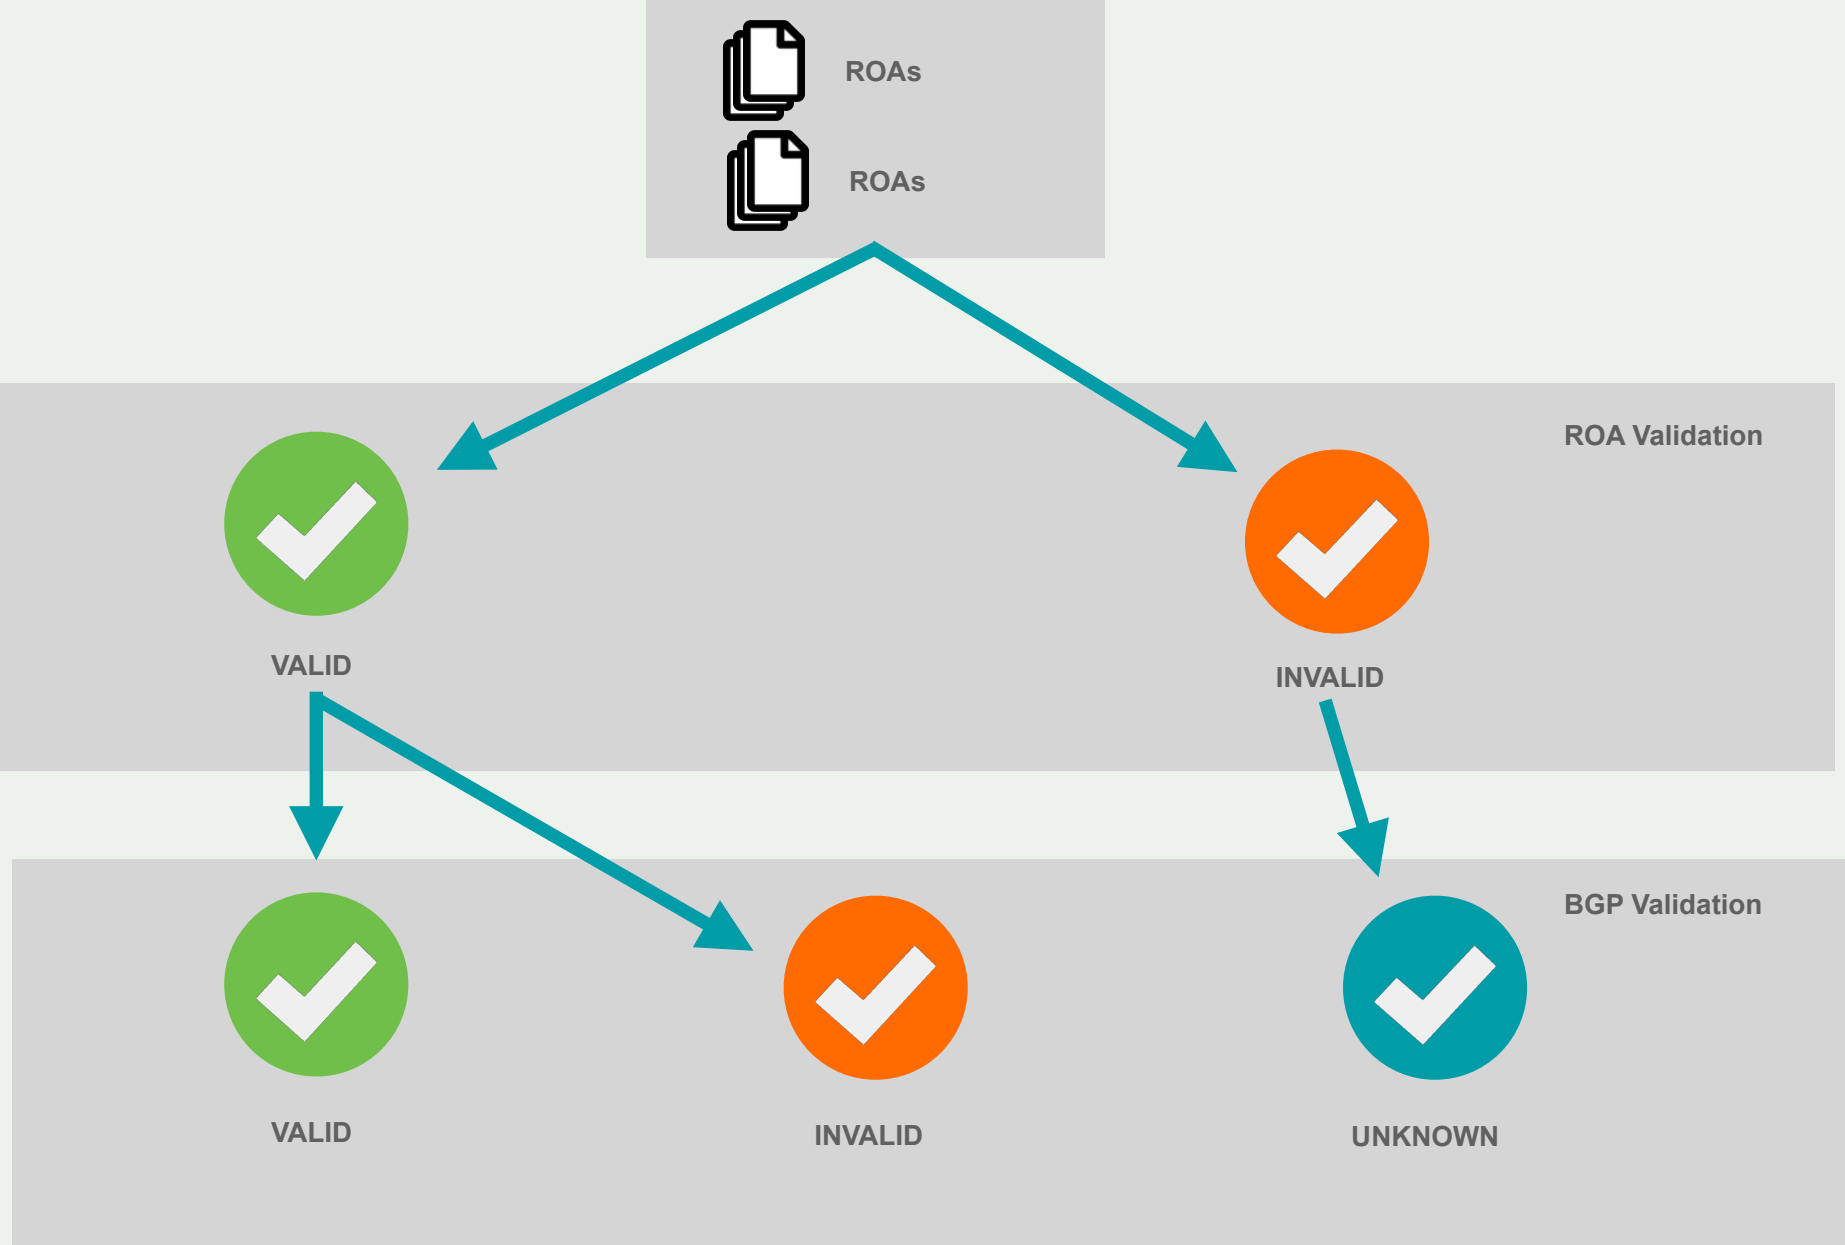 ROAs
ROAs
ROA Validation
VALID
INVALID
BGP Validation
VALID
INVALID
UNKNOWN